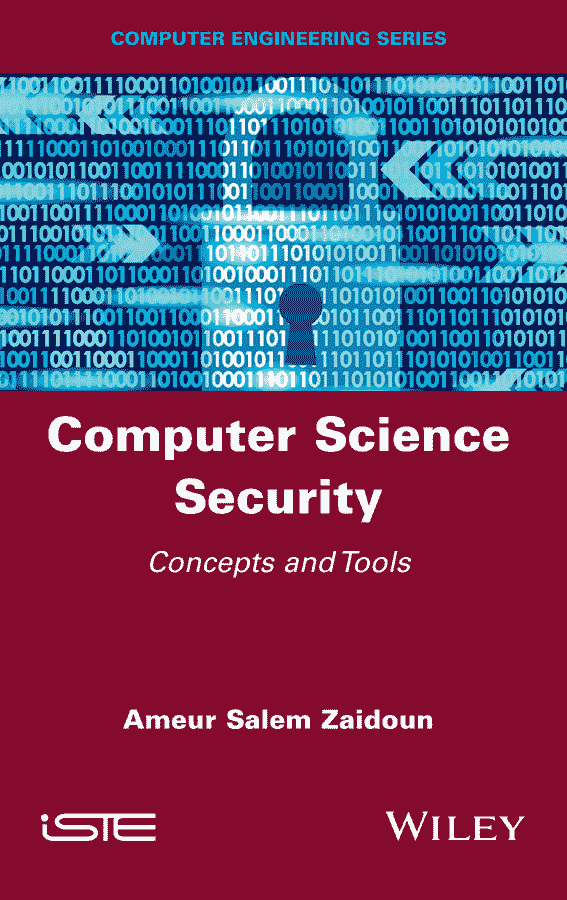 COMPUTER ENGINEERING SERIES
Computer Science
Security
Concepts and Tools
Ameur Salem Zaidoun
iSTE
WILEY